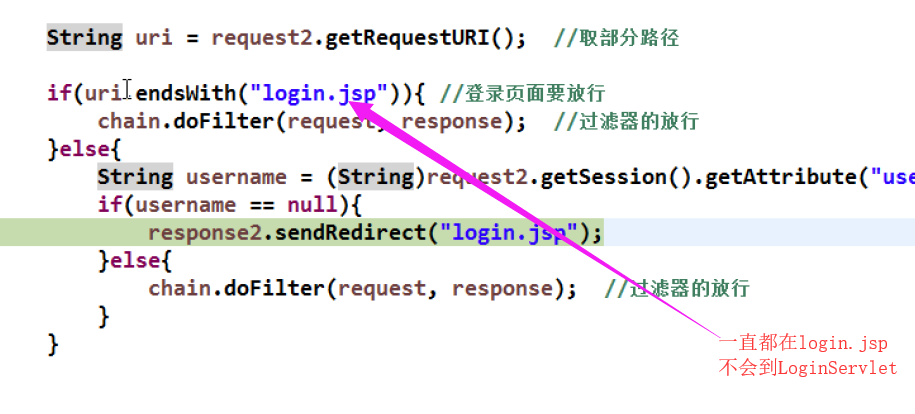 String uri = request2.getRequestURI();  //取部分路径
if(uri.endsWith("login.jsp")){ //登录页面要放行
chain.doFilter(request, response);  //过滤器的放行
}else{
String username = (String)request2.getSession().getAttribute("use
if(username == null){
response2.sendRedirect("login.jsp");
}else{
chain.doFilter(request, response);  //过滤器的放行
}
}
一直都在login.jsp
不会到LoginServlet